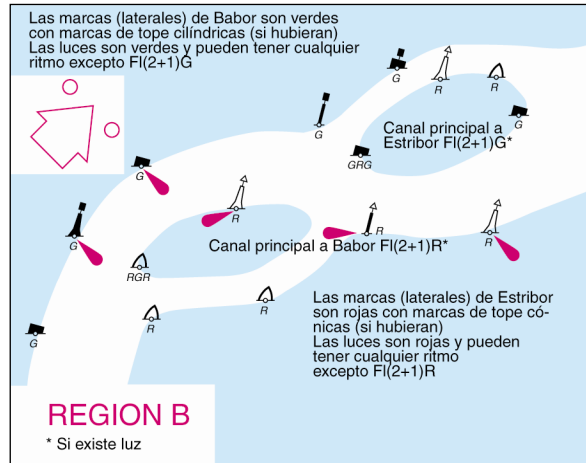 Las marcas (laterales) de Babor son verdes
con marcas de tope cilíndricas (si hubieran)
Las luces son verdes y pueden tener cualquier
ritmo excepto Fl(2+1)G
G
R
R
G
G
Canal principal a
Estribor Fl(2+1)G*
GRG
G
R
G
R
R
Canal principal a Babor Fl(2+1)R*
RGR
R
R
G
Las marcas (laterales) de Estribor
son rojas con marcas de tope có-
nicas (si hubieran)
Las luces son rojas y pueden
tener cualquier ritmo
excepto Fl(2+1)R
REGION B
* Si existe luz